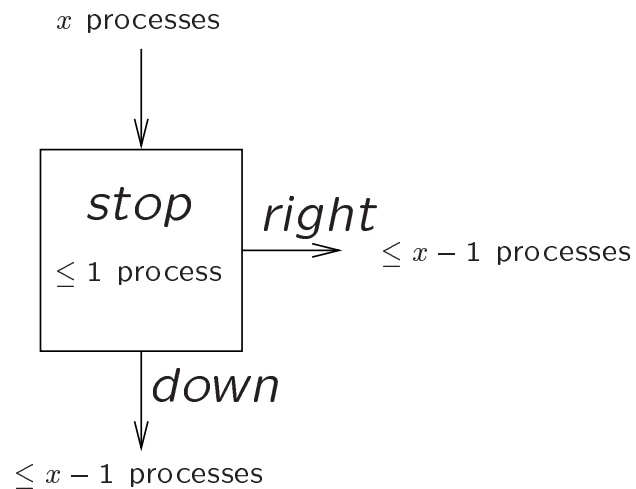 x processes
stop
right
≤ 1 process
≤ x − 1 processes
down
≤ x − 1 processes